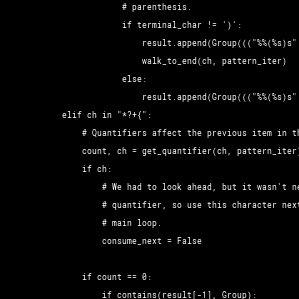 # parenthesis.
if terminal_char != ')':
result.append(Group((("%%(%s)s"
walk_to_end(ch, pattern_iter)
else:
result.append(Group((("%%(%s)s"
elif ch in "*?+{":
# Quantifiers affect the previous item in th
count, ch = get_quantifier(ch, pattern_iter)
if ch:
# We had to look ahead, but it wasn't ne
# quantifier, so use this character next
# main loop.
consume_next = False
if count == 0:
if contains(result[-1], Group):